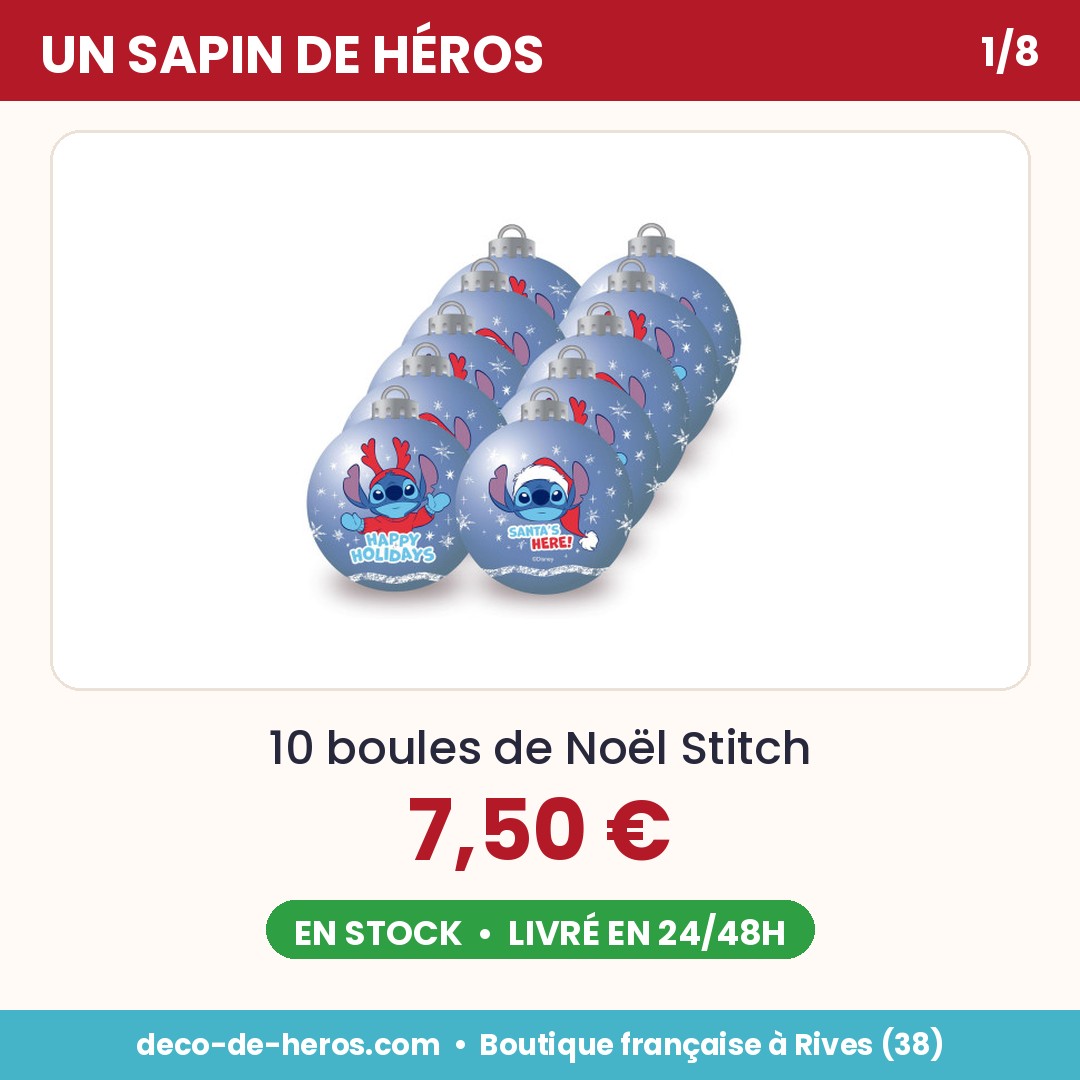 UN SAPIN DE HÉROS
1/8
HAPPY
HOLIDAYS
SANTA'S
HERE!
©Disney
10 boules de Noël Stitch
7,50 €
EN STOCK • LIVRÉ EN 24/48H
deco-de-heros.com • Boutique française à Rives (38)